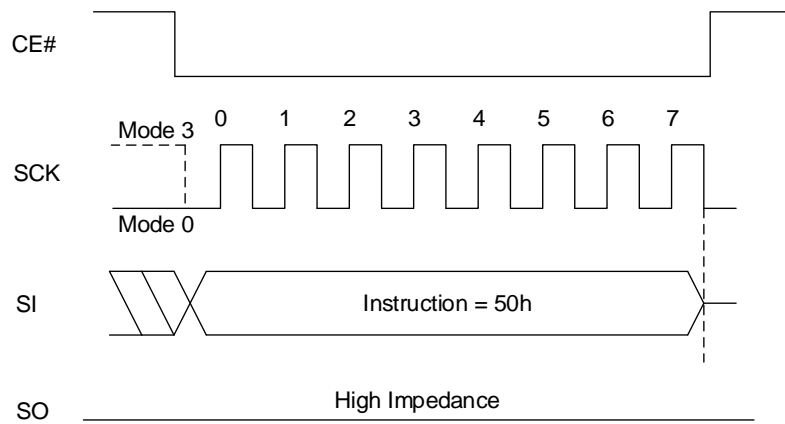 CE#
Mode 3
0 1 2 3 4 5 6 7
SCK
Mode 0
SI
Instruction = 50h
SO
High Impedance